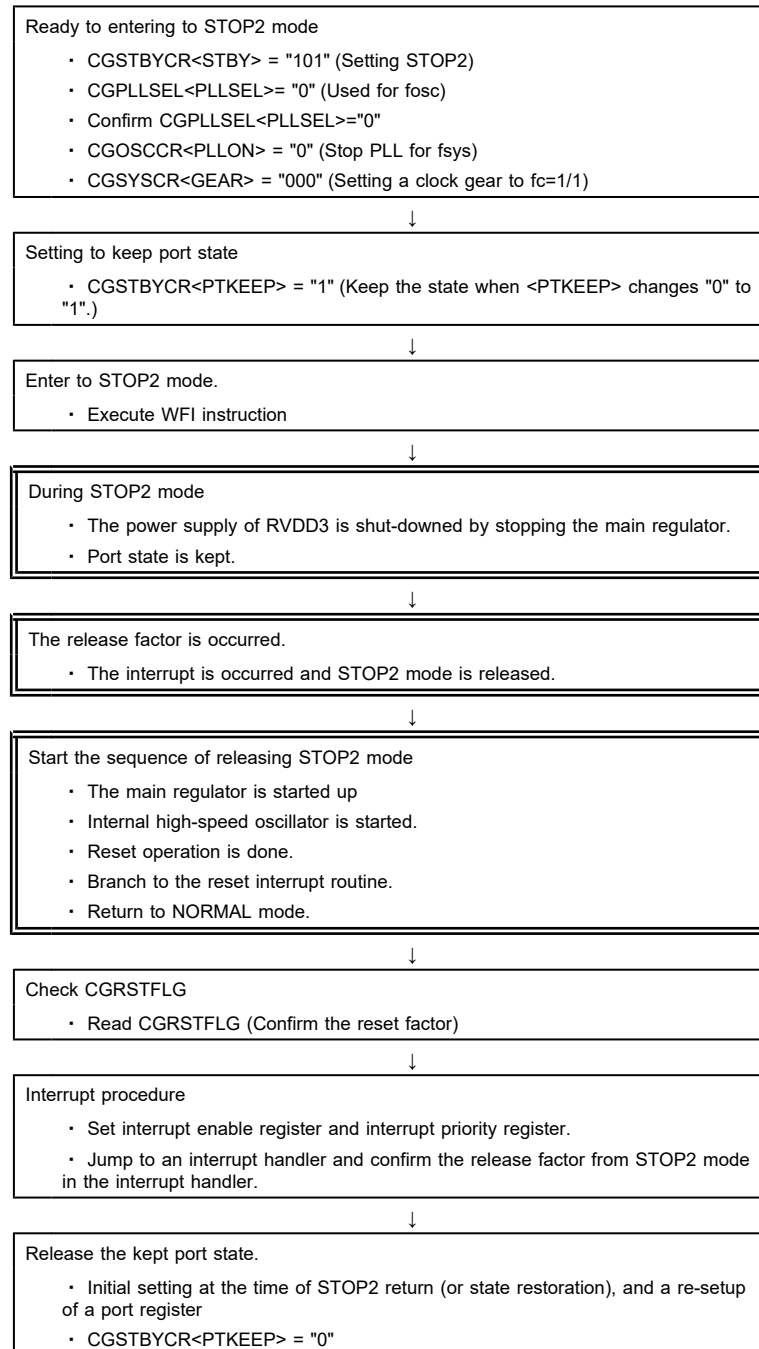 Ready to entering to STOP2 mode
・ CGSTBYCR<STBY> = "101" (Setting STOP2)
・ CGPLLSEL<PLLSEL>= "0" (Used for fosc)
・ Confirm CGPLLSEL<PLLSEL>="0"
・ CGOSCCR<PLLON> = "0" (Stop PLL for fsys)
・ CGSYSCR<GEAR> = "000" (Setting a clock gear to fc=1/1)
↓
Setting to keep port state
・ CGSTBYCR<PTKEEP> = "1" (Keep the state when <PTKEEP> changes "0" to
"1".)
↓
Enter to STOP2 mode.
・ Execute WFI instruction
↓
During STOP2 mode
・ The power supply of RVDD3 is shut-downed by stopping the main regulator.
・ Port state is kept.
↓
The release factor is occurred.
・ The interrupt is occurred and STOP2 mode is released.
↓
Start the sequence of releasing STOP2 mode
・ The main regulator is started up
・ Internal high-speed oscillator is started.
・ Reset operation is done.
・ Branch to the reset interrupt routine.
・ Return to NORMAL mode.
↓
Check CGRSTFLG
・ Read CGRSTFLG (Confirm the reset factor)
↓
Interrupt procedure
・ Set interrupt enable register and interrupt priority register.
・ Jump to an interrupt handler and confirm the release factor from STOP2 mode
in the interrupt handler.
↓
Release the kept port state.
・ Initial setting at the time of STOP2 return (or state restoration), and a re-setup
of a port register
・ CGSTBYCR<PTKEEP> = "0"